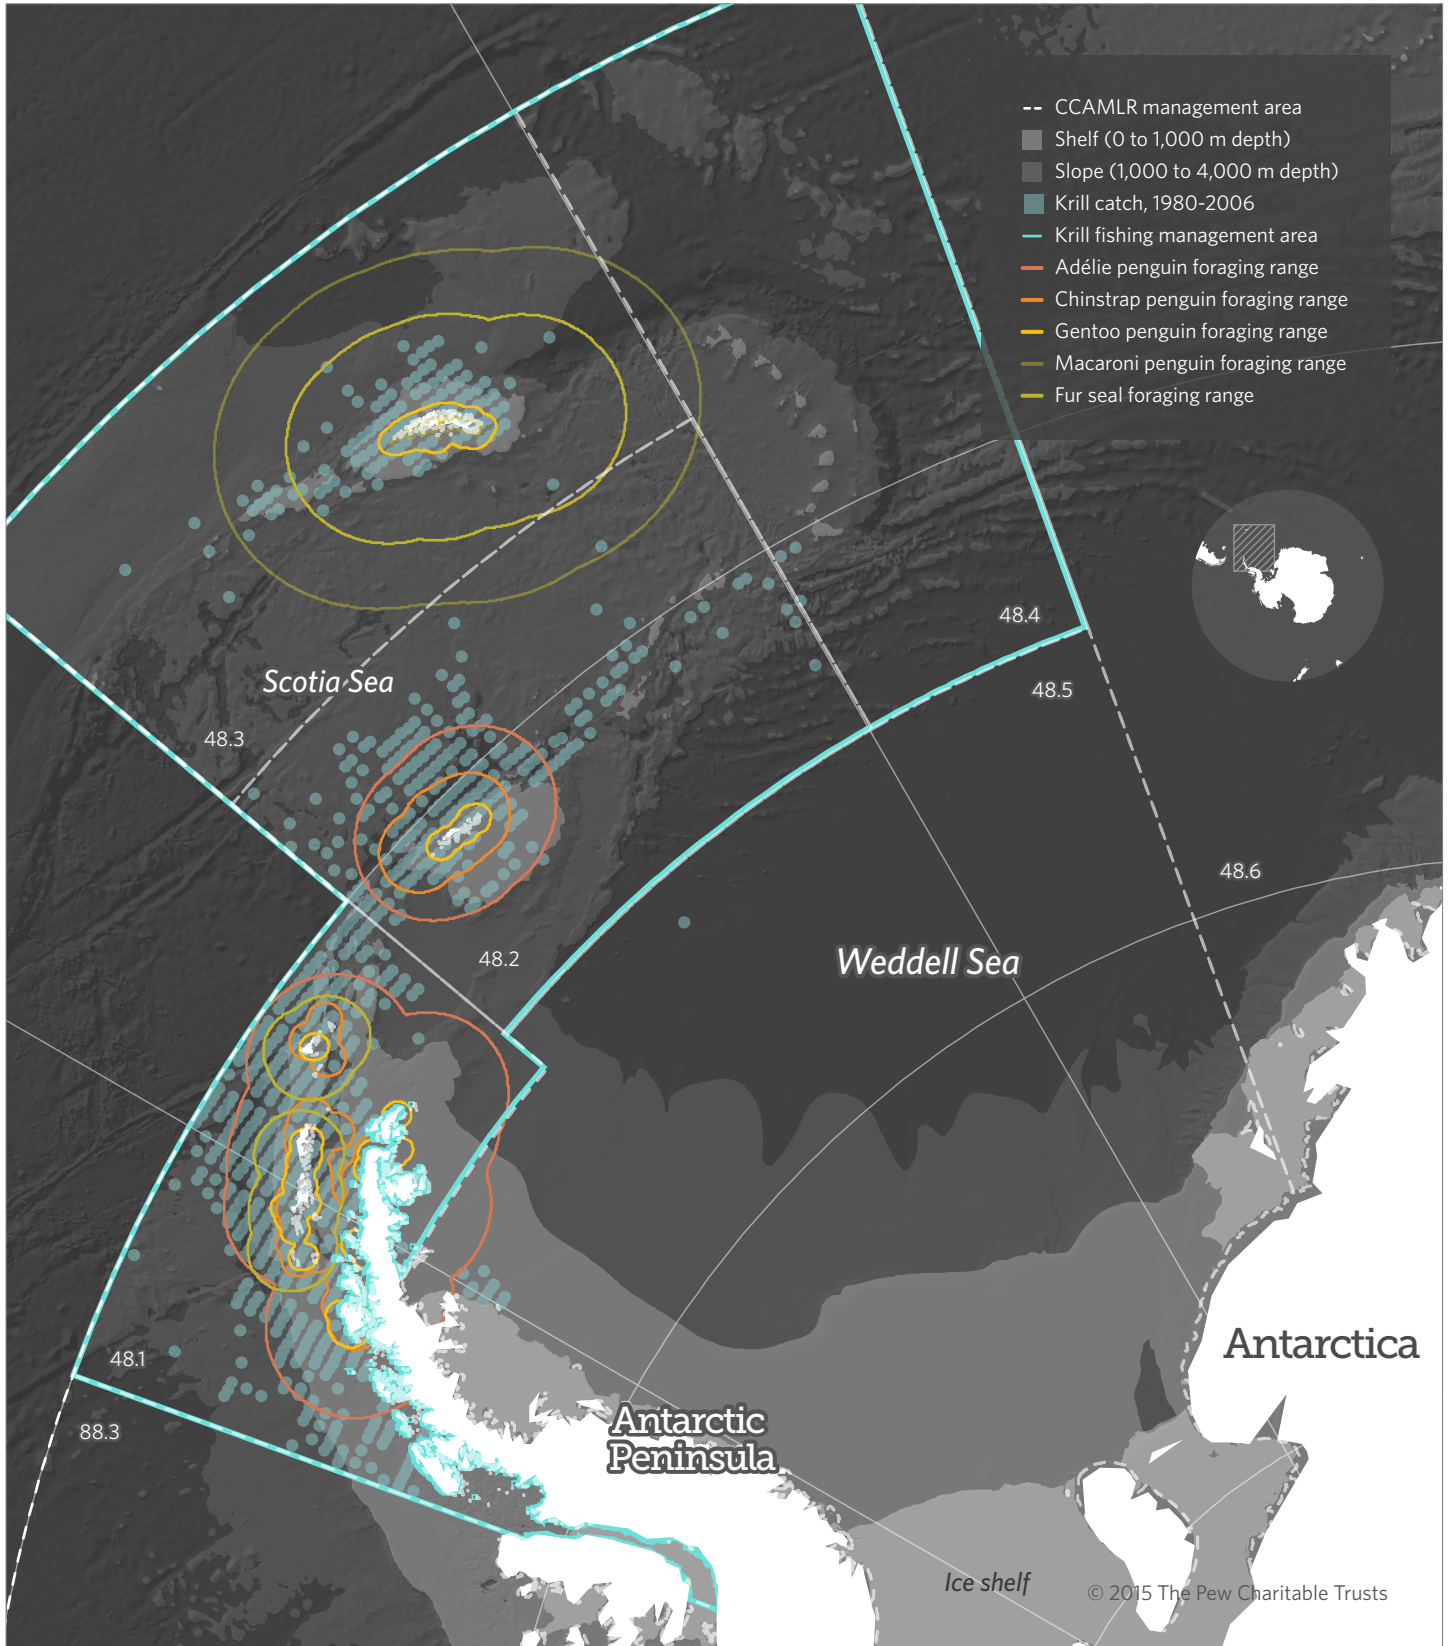 CCAMLR management area
Shelf (0 to 1,000 m depth)
Slope (1,000 to 4,000 m depth)
Krill catch, 1980-2006
Krill fishing management area
Adélie penguin foraging range
Chinstrap penguin foraging range
Gentoo penguin foraging range
Macaroni penguin foraging range
Fur seal foraging range
48.4
Scotia Sea
48.5
48.3
48.6
48.2
Weddell Sea
Antarctica
48.1
88.3
Antarctic
Peninsula
Ice shelf
© 2015 The Pew Charitable Trusts